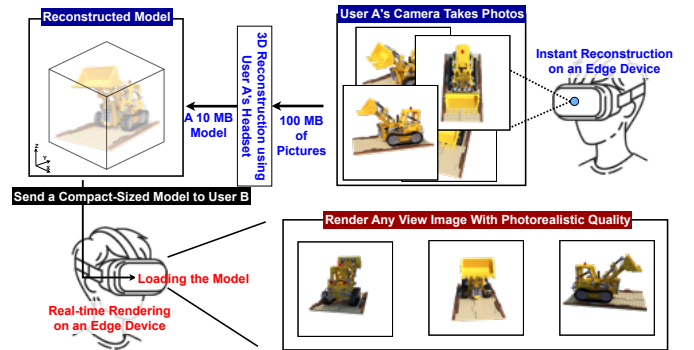 Reconstructed Model
User A's Camera Takes Photos
Instant Reconstruction
on an Edge Device
3D Reconstruction using
User A's Headset
A 10 MB
Model
100 MB
of
Pictures
Z
Y
X
Send a Compact-Sized Model to User B
Render Any View Image With Photorealistic Quality
Loading the Model
Real-time Rendering
on an Edge Device